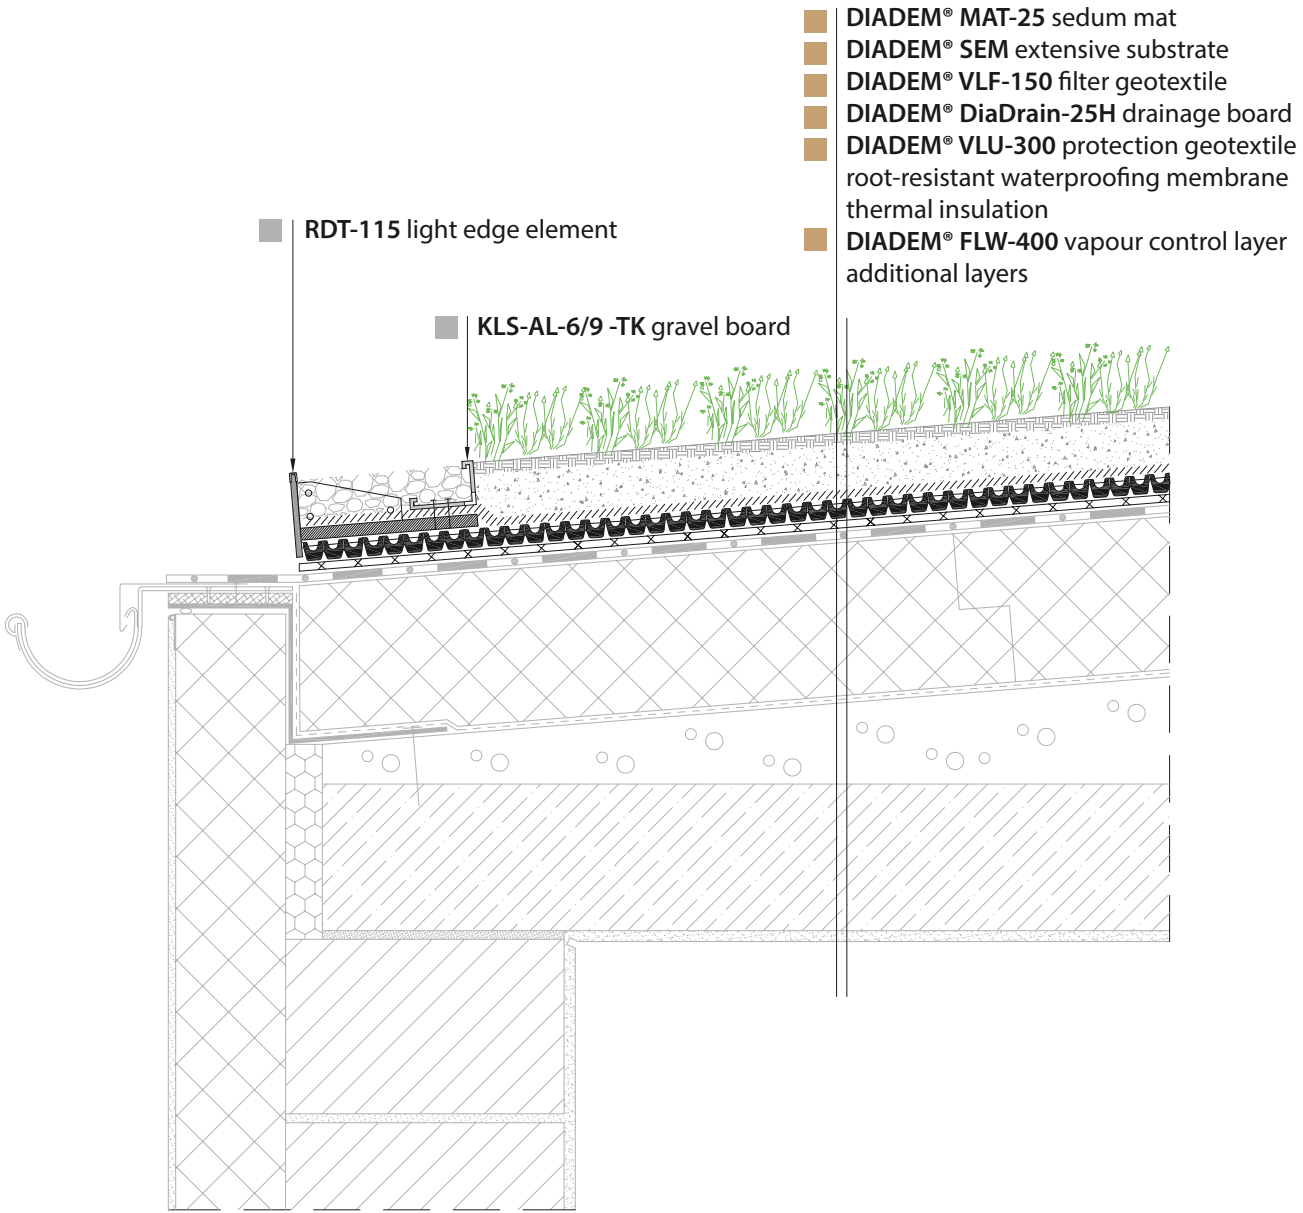 DIADEM® MAT-25 sedum mat
DIADEM® SEM extensive substrate
DIADEM® VLF-150 filter geotextile
DIADEM® DiaDrain-25H drainage board
DIADEM® VLU-300 protection geotextile
root-resistant waterproofing membrane
thermal insulation
DIADEM® FLW-400 vapour control layer
additional layers
RDT-115 light edge element
KLS-AL-6/9 -TK gravel board